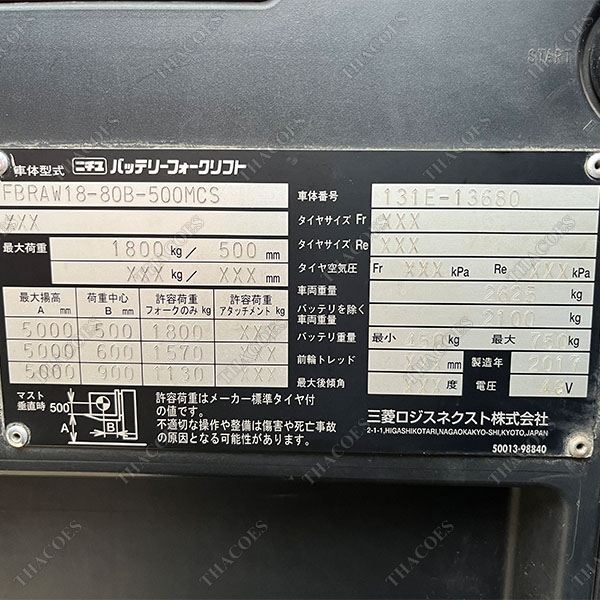 START
車体型式 ニチユ バッテリーフォークリフト
FBRAW18-80B-500MCS
XXX
最大荷重 1800 kg / 500 mm
XXX kg / XXX mm
最大揚高 A mm 荷重中心 B mm 許容荷重 フォークのみ kg 許容荷重 アタッチメント kg
5000 500 1800 XXX
5000 600 1570 XXX
5000 900 1130 XXX
マスト垂直時 500 A B
許容荷重はメーカー標準タイヤ付
の値です。
不適切な操作や整備は傷害や死亡事故
の原因となる可能性があります。
車体番号 131E-13680
タイヤサイズ Fr XXX
タイヤサイズ Re XXX
タイヤ空気圧 Fr XXX kPa Re XXX kPa
車両重量 kg
バッテリを除く車両重量 2100 kg
バッテリ重量 最小 450 kg 最大 750 kg
前輪トレッド mm 製造年 2017
最大後傾角 度 電圧 48 V
三菱ロジスネクスト株式会社
2-1-1,HIGASHIKOTARI,NAGAOKAKYO-SHI,KYOTO,JAPAN
50013-98840
THACOES